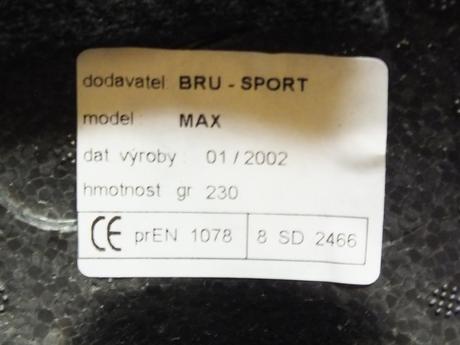 dodavatel: BRU - SPORT
model: MAX
dat. výroby: 01 / 2002
hmotnost gr 230
CE prEN 1078 8 SD 2466